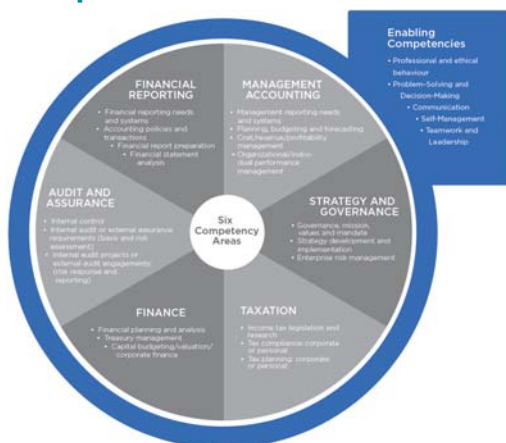 Enabling
Competencies
• Professional and ethical
behaviour
• Problem-Solving and
Decision-Making
• Communication
• Self-Management
• Teamwork and
Leadership
FINANCIAL
REPORTING
• Financial reporting needs
and systems
• Accounting policies and
transactions
• Financial report preparation
• Financial statement
analysis
MANAGEMENT
ACCOUNTING
• Management reporting needs
and systems
• Planning, budgeting and forecasting
• Cost/revenue/profitability
management
• Organizational/indivi-
dual performance
management
AUDIT AND
ASSURANCE
• Internal control
• Internal audit or external assurance
requirements (basis and risk
assessment)
• Internal audit projects or
external audit engagements
(risk response and
reporting)
Six
Competency
Areas
STRATEGY AND
GOVERNANCE
• Governance, mission,
values and mandate
• Strategy development and
implementation
• Enterprise risk management
FINANCE
• Financial planning and analysis
• Treasury management
• Capital budgeting/valuation/
corporate finance
TAXATION
• Income tax legislation and
research
• Tax compliance: corporate
or personal
• Tax planning: corporate
or personal